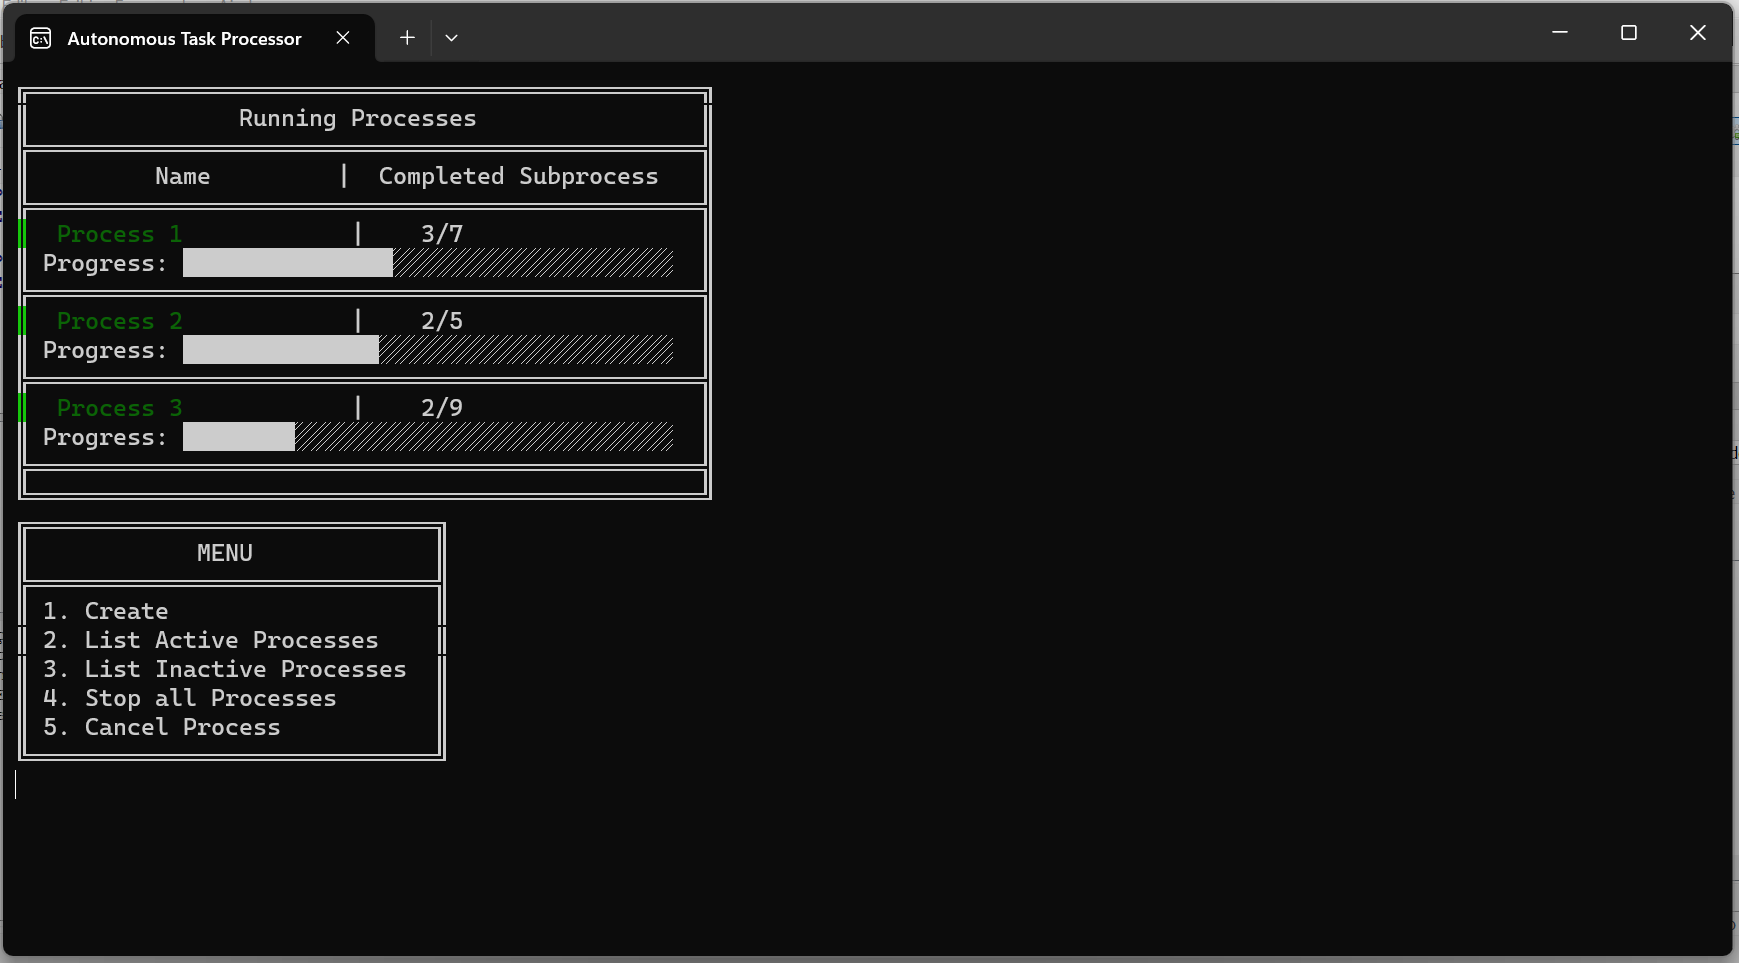 Autonomous Task Processor
Running Processes
Name | Completed Subprocess
Process 1 | 3/7
Progress:
Process 2 | 2/5
Progress:
Process 3 | 2/9
Progress:
MENU
1. Create
2. List Active Processes
3. List Inactive Processes
4. Stop all Processes
5. Cancel Process